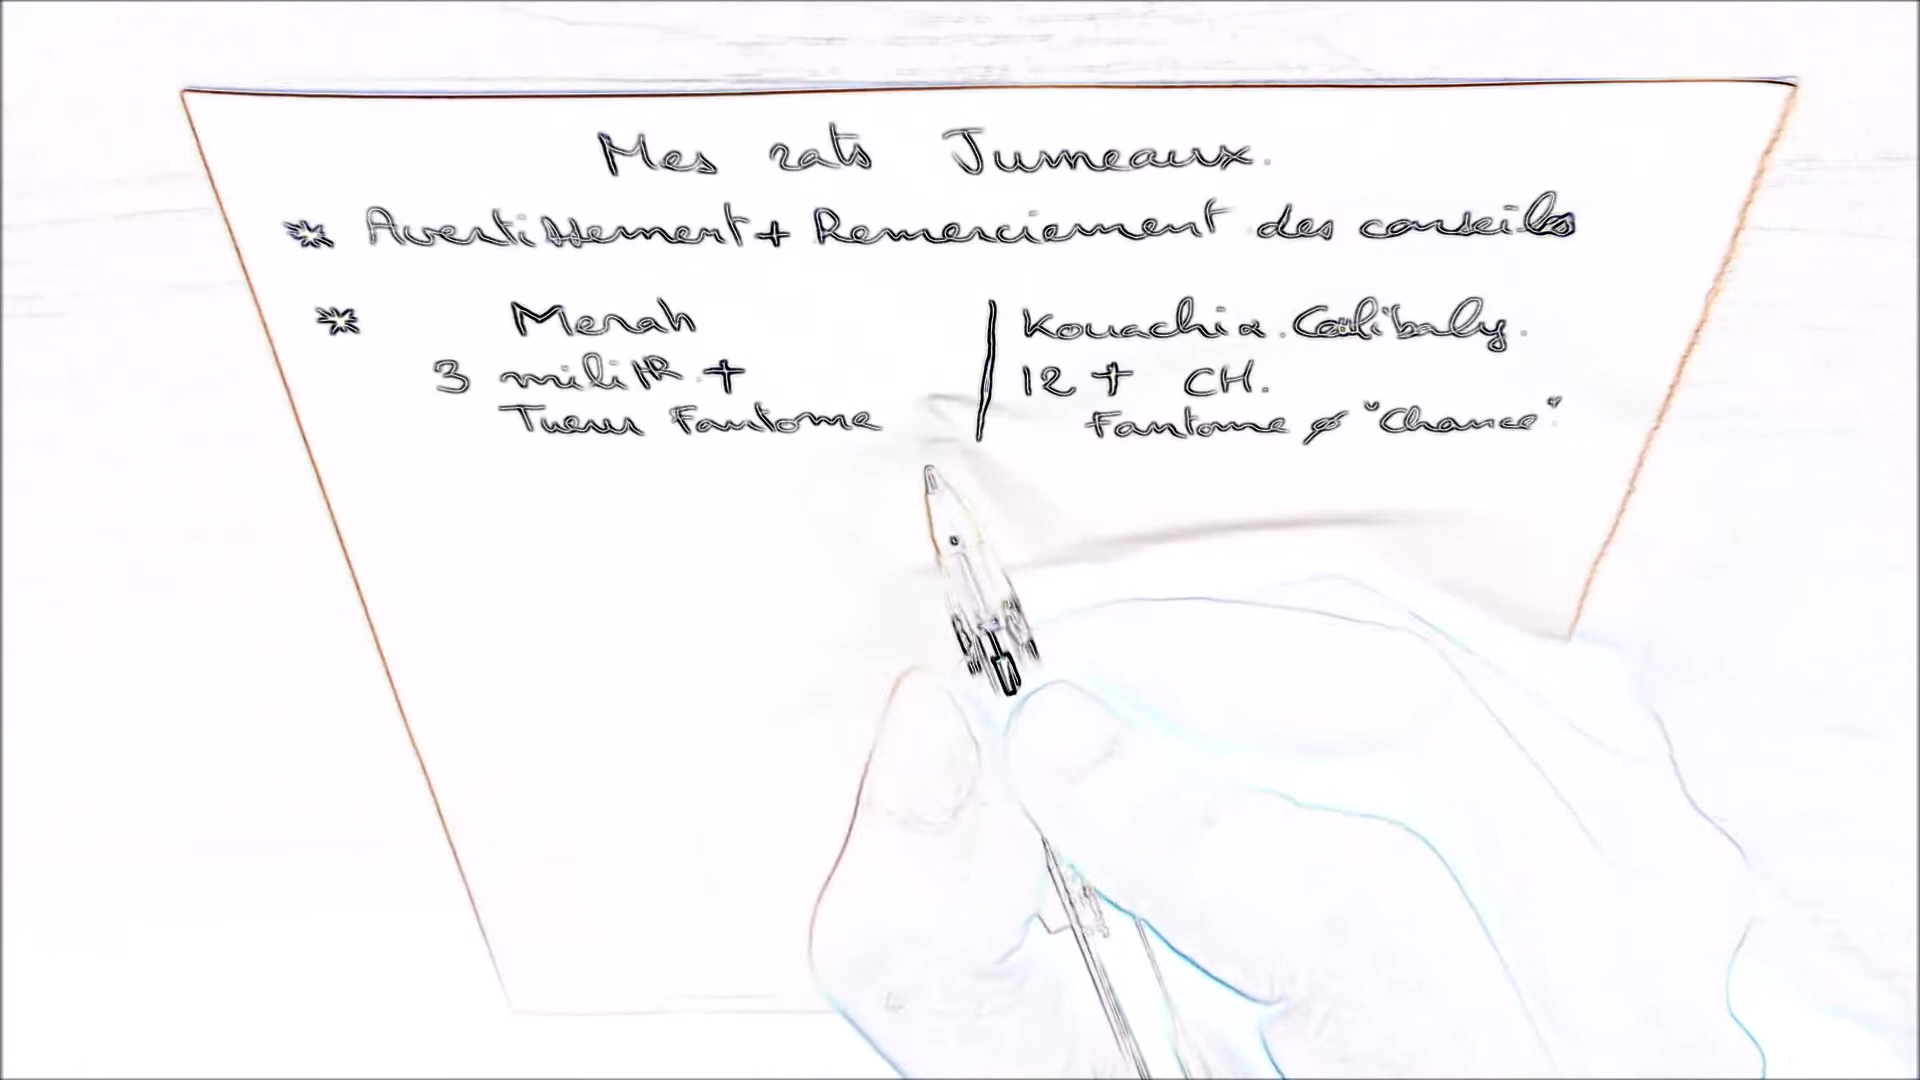 Mes rats Jumeaux.
* Avertissement + Remerciement des conseils
* Merah | Kouachi &. Coulibaly.
3 militR. + | 12 + CH.
Tueur Fantome | Fantome ø "Chance"